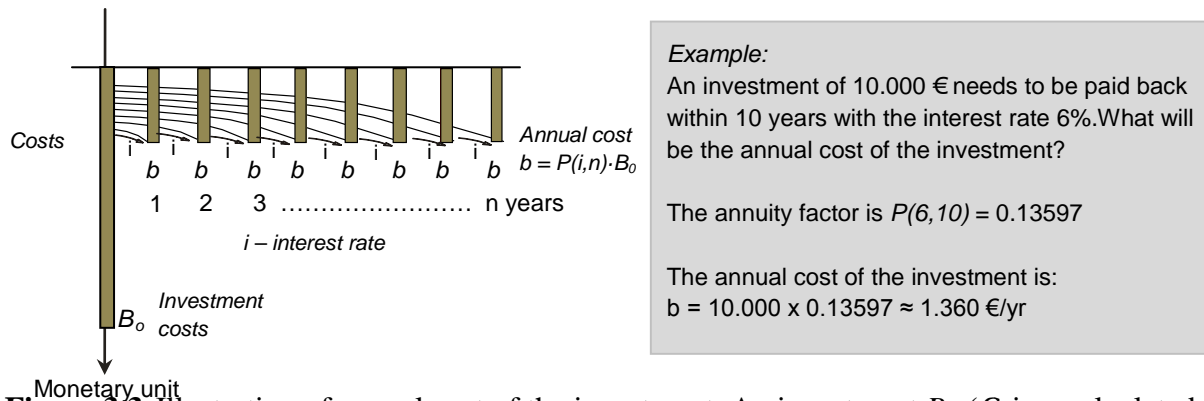 Costs
i i i i i i i i
b b b b b b b b
Annual cost
b = P(i,n)·B₀
1 2 3 ........................ n years
i – interest rate
Bₒ
Investment
costs
Monetary unit
Example:
An investment of 10.000 € needs to be paid back
within 10 years with the interest rate 6%.What will
be the annual cost of the investment?
The annuity factor is P(6,10) = 0.13597
The annual cost of the investment is:
b = 10.000 x 0.13597 ≈ 1.360 €/yr